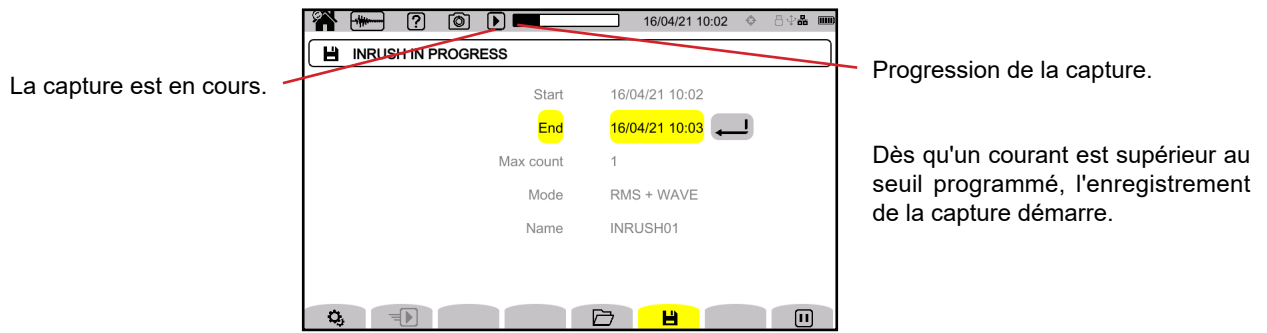 16/04/21 10:02
INRUSH IN PROGRESS
La capture est en cours.
Progression de la capture.
Start 16/04/21 10:02
End 16/04/21 10:03
Max count 1
Mode RMS + WAVE
Name INRUSH01
Dès qu'un courant est supérieur au
seuil programmé, l'enregistrement
de la capture démarre.